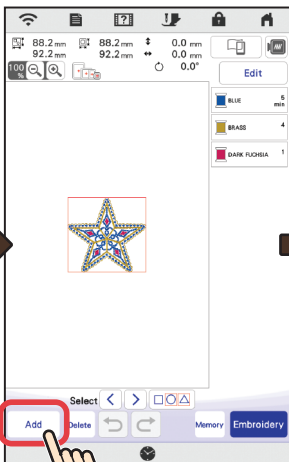 88.2 mm 88.2 mm 0.0 mm
92.2 mm 92.2 mm 0.0 mm
100 % 0.0°
Edit
BLUE 5 min
BRASS 4
DARK FUCHSIA 1
Select
Add Delete Memory Embroidery